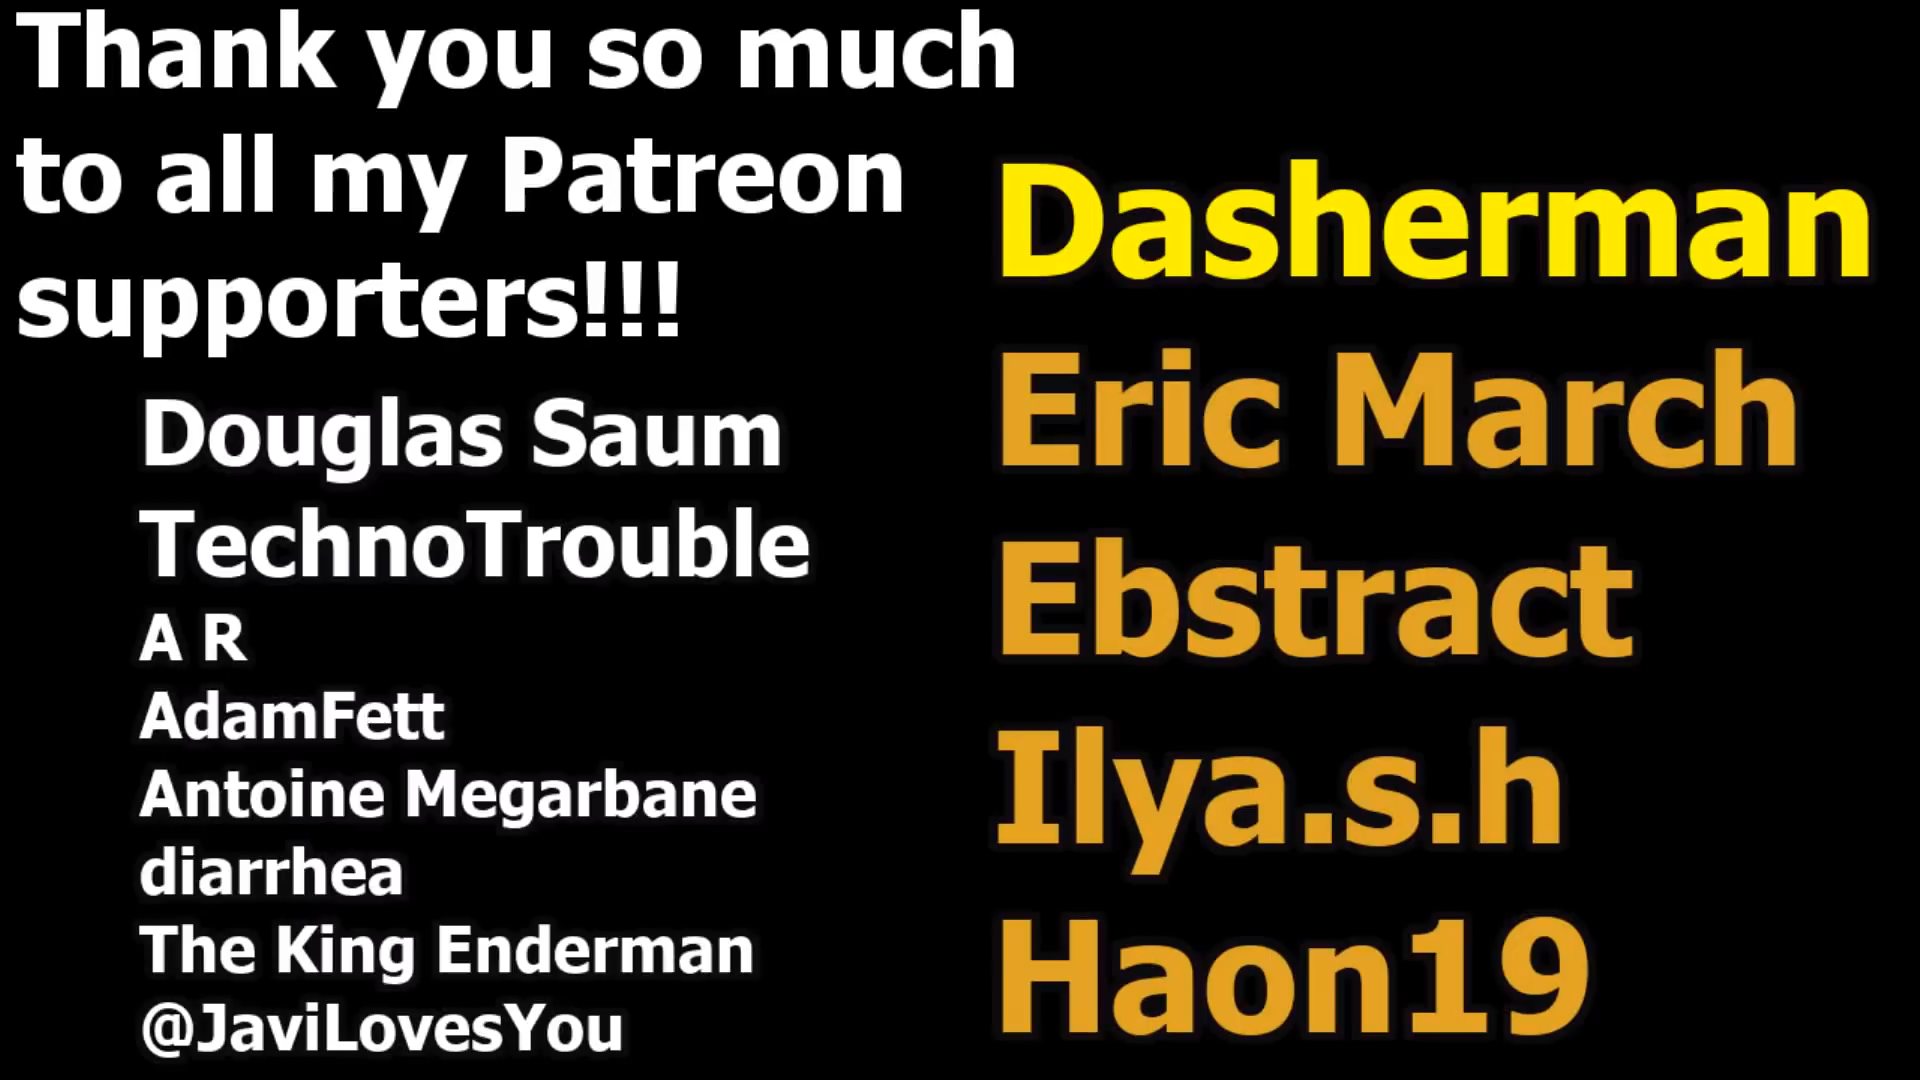 Thank you so much
to all my Patreon
supporters!!!
Douglas Saum
TechnoTrouble
A R
AdamFett
Antoine Megarbane
diarrhea
The King Enderman
@JaviLovesYou
Dasherman
Eric March
Ebstract
Ilya.s.h
Haon19